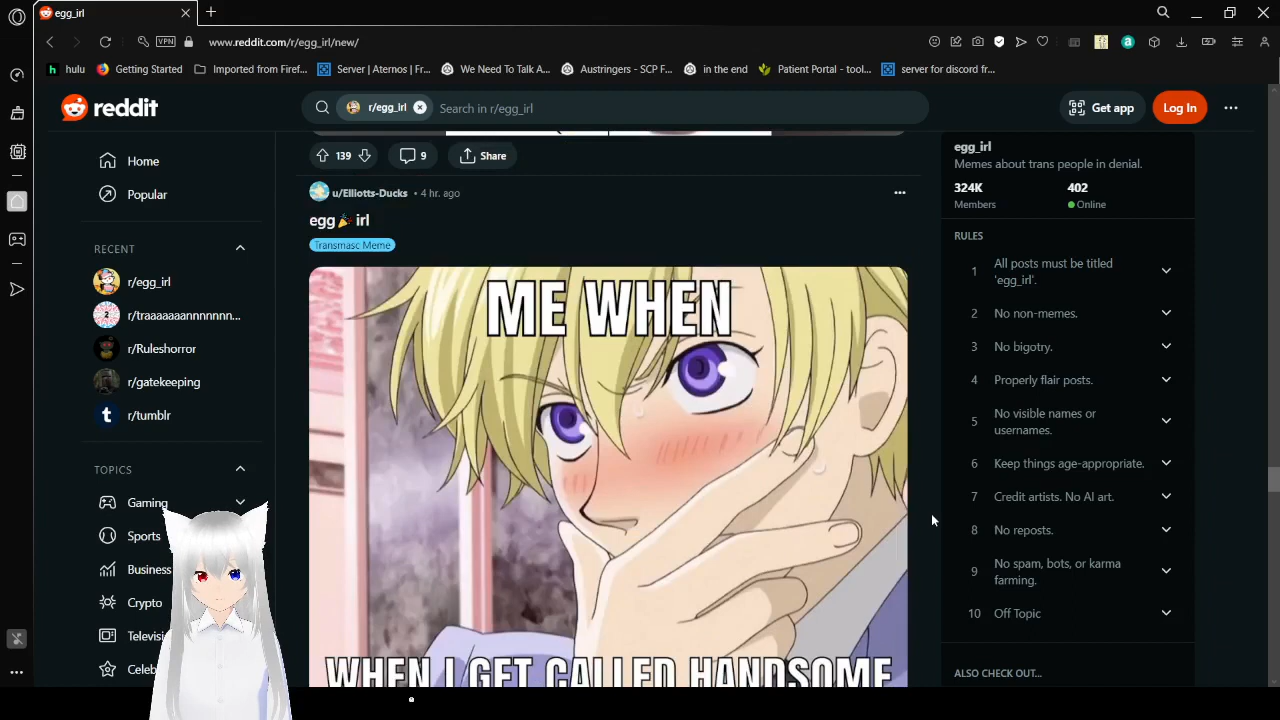 egg_irl
VPN
www.reddit.com/r/egg_irl/new/
hulu
Getting Started
Imported from Firef...
Server | Aternos | Fr...
We Need To Talk A...
Austringers - SCP F...
in the end
Patient Portal - tool...
server for discord fr...
reddit
r/egg_irl
Search in r/egg_irl
Get app
Log In
Home
Popular
RECENT
r/egg_irl
r/traaaaaaannnnnnn...
r/Ruleshorror
r/gatekeeping
r/tumblr
TOPICS
Gaming
Sports
Business
Crypto
Televisi
Celeb
139
9
Share
u/Elliotts-Ducks • 4 hr. ago
egg🎉irl
Transmasc Meme
ME WHEN
WHEN I GET CALLED HANDSOME
egg_irl
Memes about trans people in denial.
324K
Members
402
Online
RULES
1 All posts must be titled
'egg_irl'.
2 No non-memes.
3 No bigotry.
4 Properly flair posts.
5 No visible names or
usernames.
6 Keep things age-appropriate.
7 Credit artists. No AI art.
8 No reposts.
9 No spam, bots, or karma
farming.
10 Off Topic
ALSO CHECK OUT...